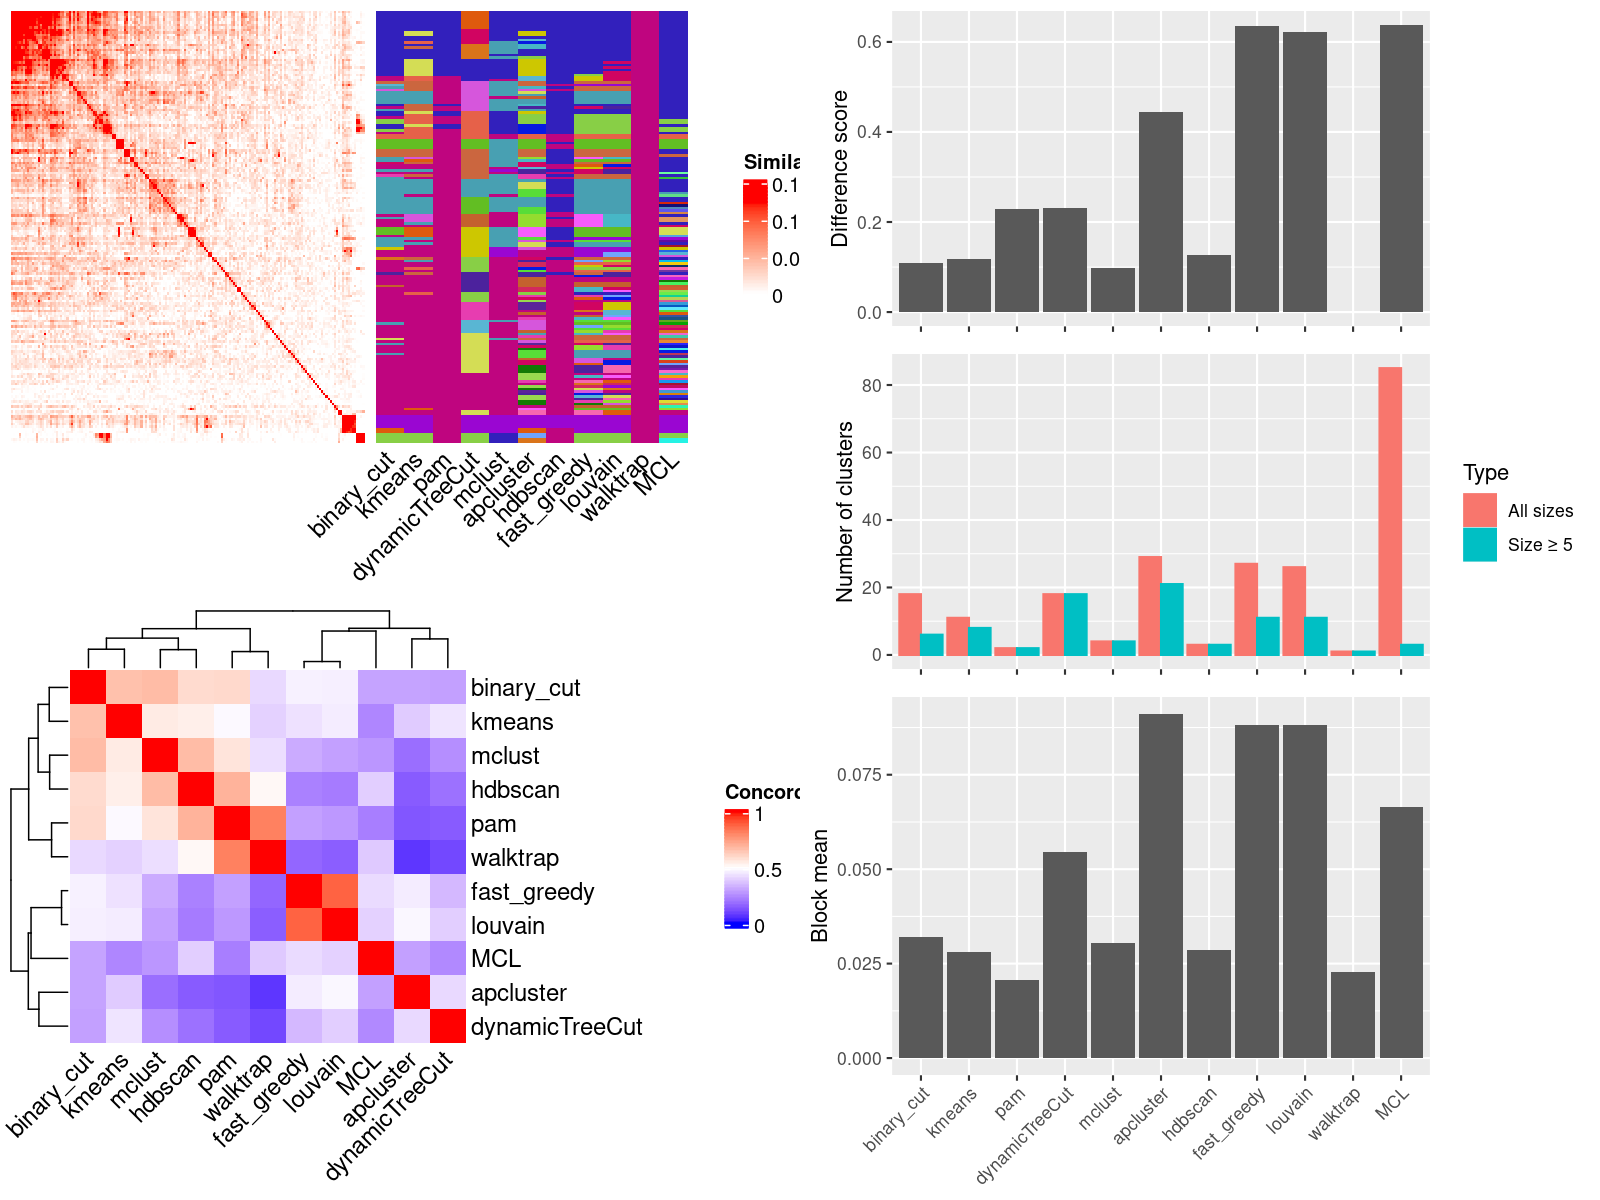 Simila
0.1
0.1
0.0
0
binary_cut
kmeans
pam
dynamicTreeCut
mclust
apcluster
hdbscan
fast_greedy
louvain
walktrap
MCL
binary_cut
kmeans
mclust
hdbscan
pam
walktrap
fast_greedy
louvain
MCL
apcluster
dynamicTreeCut
binary_cut
kmeans
mclust
hdbscan
pam
walktrap
fast_greedy
louvain
MCL
apcluster
dynamicTreeCut
Concord
1
0.5
0
Difference score
0.6
0.4
0.2
0.0
Number of clusters
80
60
40
20
0
Type
All sizes
Size ≥ 5
Block mean
0.075
0.050
0.025
0.000
binary_cut
kmeans
pam
dynamicTreeCut
mclust
apcluster
hdbscan
fast_greedy
louvain
walktrap
MCL